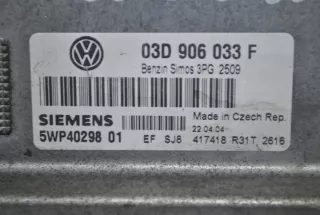 03D 906 033 F
Benzin Simos 3PG 2509
SIEMENS
Made in Czech Rep.
22.04.04
5WP40298 01
EF SJ6
417418 R31T 2616